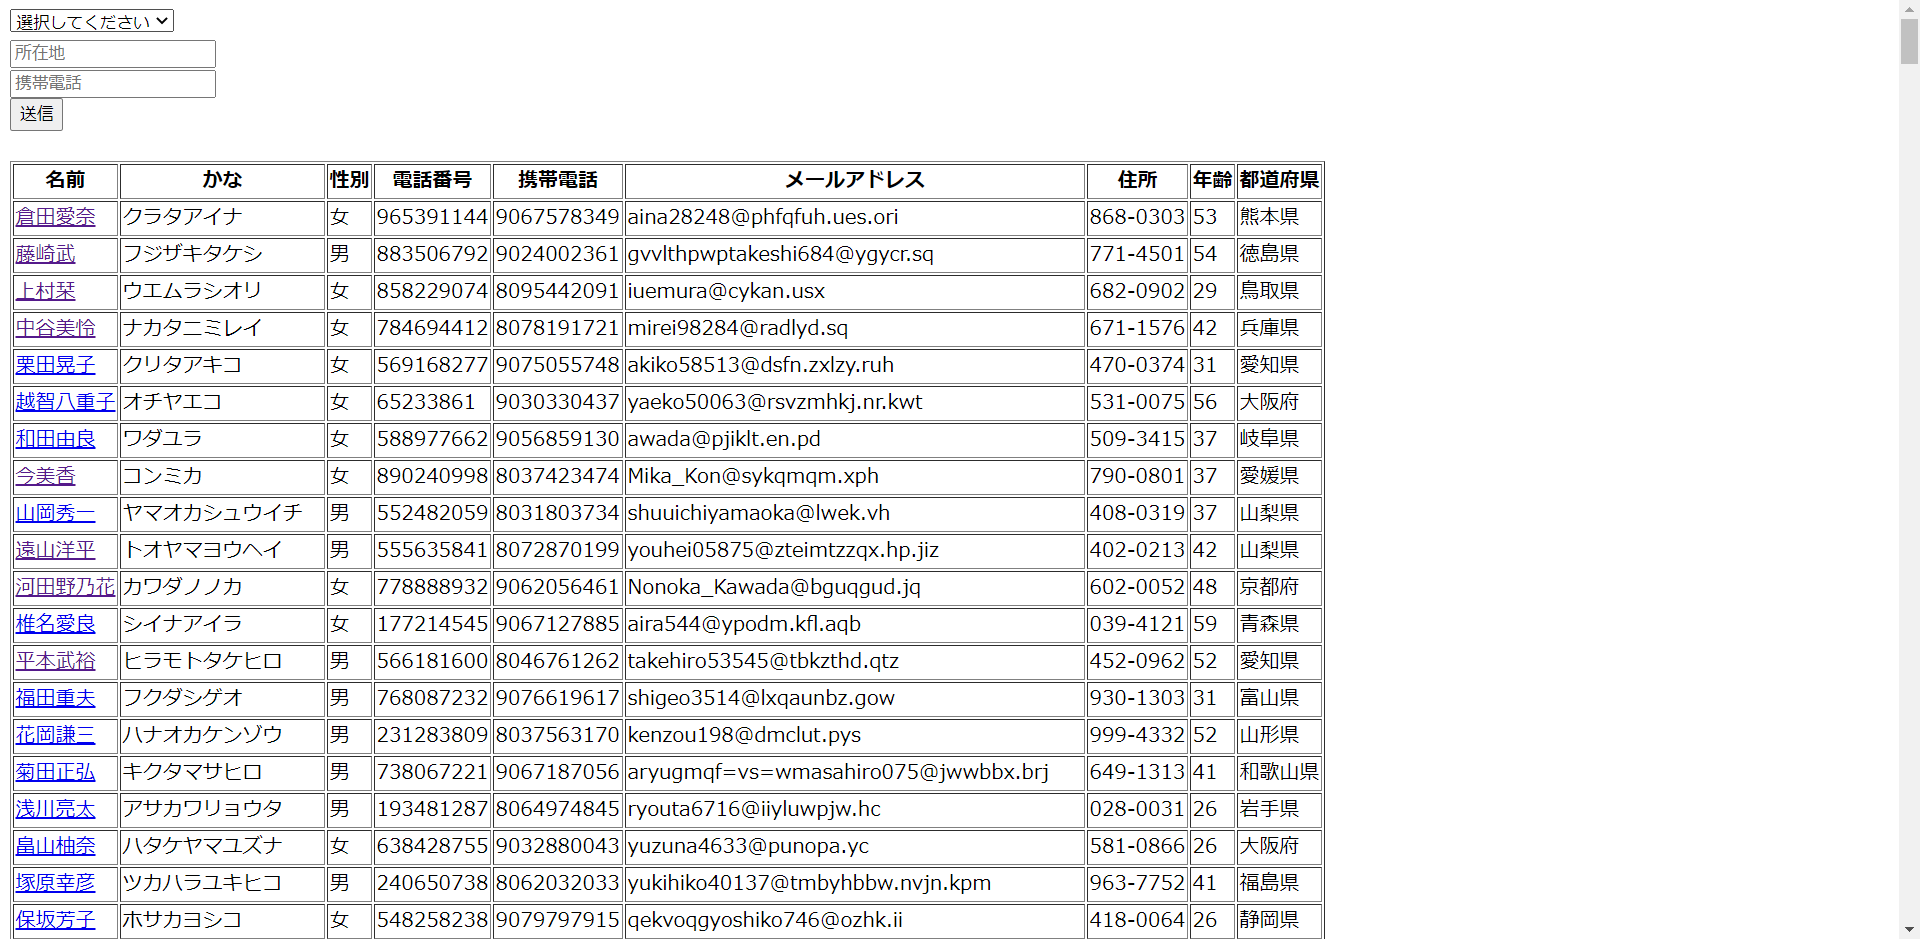 選択してください
所在地
携帯電話
送信
名前 かな 性別 電話番号 携帯電話 メールアドレス 住所 年齢 都道府県
倉田愛奈 クラタアイナ 女 965391144 9067578349 aina28248@phfqfuh.ues.ori 868-0303 53 熊本県
藤崎武 フジザキタケシ 男 883506792 9024002361 gvvlthpwptakeshi684@ygycr.sq 771-4501 54 徳島県
上村栞 ウエムラシオリ 女 858229074 8095442091 iuemura@cykan.usx 682-0902 29 鳥取県
中谷美怜 ナカタニミレイ 女 784694412 8078191721 mirei98284@radlyd.sq 671-1576 42 兵庫県
栗田晃子 クリタアキコ 女 569168277 9075055748 akiko58513@dsfn.zxlzy.ruh 470-0374 31 愛知県
越智八重子 オチヤエコ 女 65233861 9030330437 yaeko50063@rsvzmhkj.nr.kwt 531-0075 56 大阪府
和田由良 ワダユラ 女 588977662 9056859130 awada@pjiklt.en.pd 509-3415 37 岐阜県
今美香 コンミカ 女 890240998 8037423474 Mika_Kon@sykqmqm.xph 790-0801 37 愛媛県
山岡秀一 ヤマオカシュウイチ 男 552482059 8031803734 shuuichiyamaoka@lwek.vh 408-0319 37 山梨県
遠山洋平 トオヤマヨウヘイ 男 555635841 8072870199 youhei05875@zteimtzzqx.hp.jiz 402-0213 42 山梨県
河田野乃花 カワダノノカ 女 778888932 9062056461 Nonoka_Kawada@bguqgud.jq 602-0052 48 京都府
椎名愛良 シイナアイラ 女 177214545 9067127885 aira544@ypodm.kfl.aqb 039-4121 59 青森県
平本武裕 ヒラモトタケヒロ 男 566181600 8046761262 takehiro53545@tbkzthd.qtz 452-0962 52 愛知県
福田重夫 フクダシゲオ 男 768087232 9076619617 shigeo3514@lxqaunbz.gow 930-1303 31 富山県
花岡謙三 ハナオカケンゾウ 男 231283809 8037563170 kenzou198@dmclut.pys 999-4332 52 山形県
菊田正弘 キクタマサヒロ 男 738067221 9067187056 aryugmqf=vs=wmasahiro075@jwwbbx.brj 649-1313 41 和歌山県
浅川亮太 アサカワリョウタ 男 193481287 8064974845 ryouta6716@iiyluwpjw.hc 028-0031 26 岩手県
畠山柚奈 ハタケヤマユズナ 女 638428755 9032880043 yuzuna4633@punopa.yc 581-0866 26 大阪府
塚原幸彦 ツカハラユキヒコ 男 240650738 8062032033 yukihiko40137@tmbyhbbw.nvjn.kpm 963-7752 41 福島県
保坂芳子 ホサカヨシコ 女 548258238 9079797915 qekvoqgyoshiko746@ozhk.ii 418-0064 26 静岡県